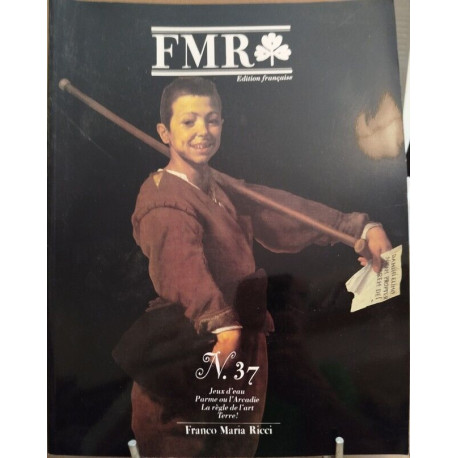 FMR
Edition française
N. 37
Jeux d'eau
Parme ou l'Arcadie
La règle de l'art
Terre!
Franco Maria Ricci